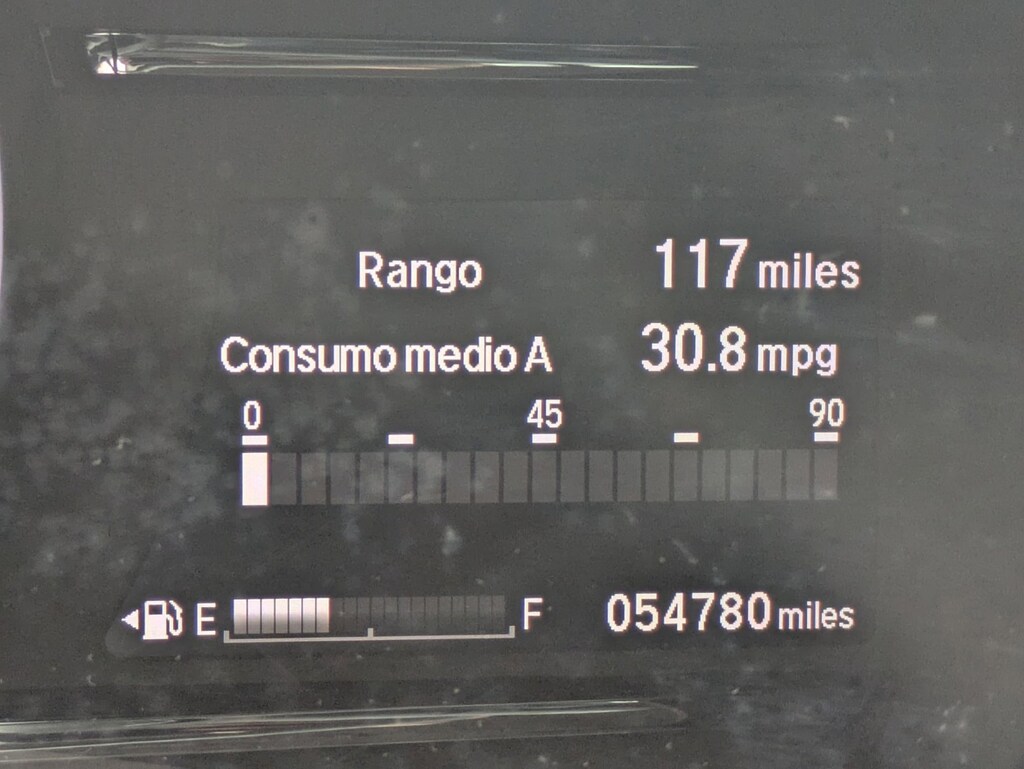 Rango 117 miles
Consumo medio A 30.8 mpg
0 45 90
E F 054780 miles